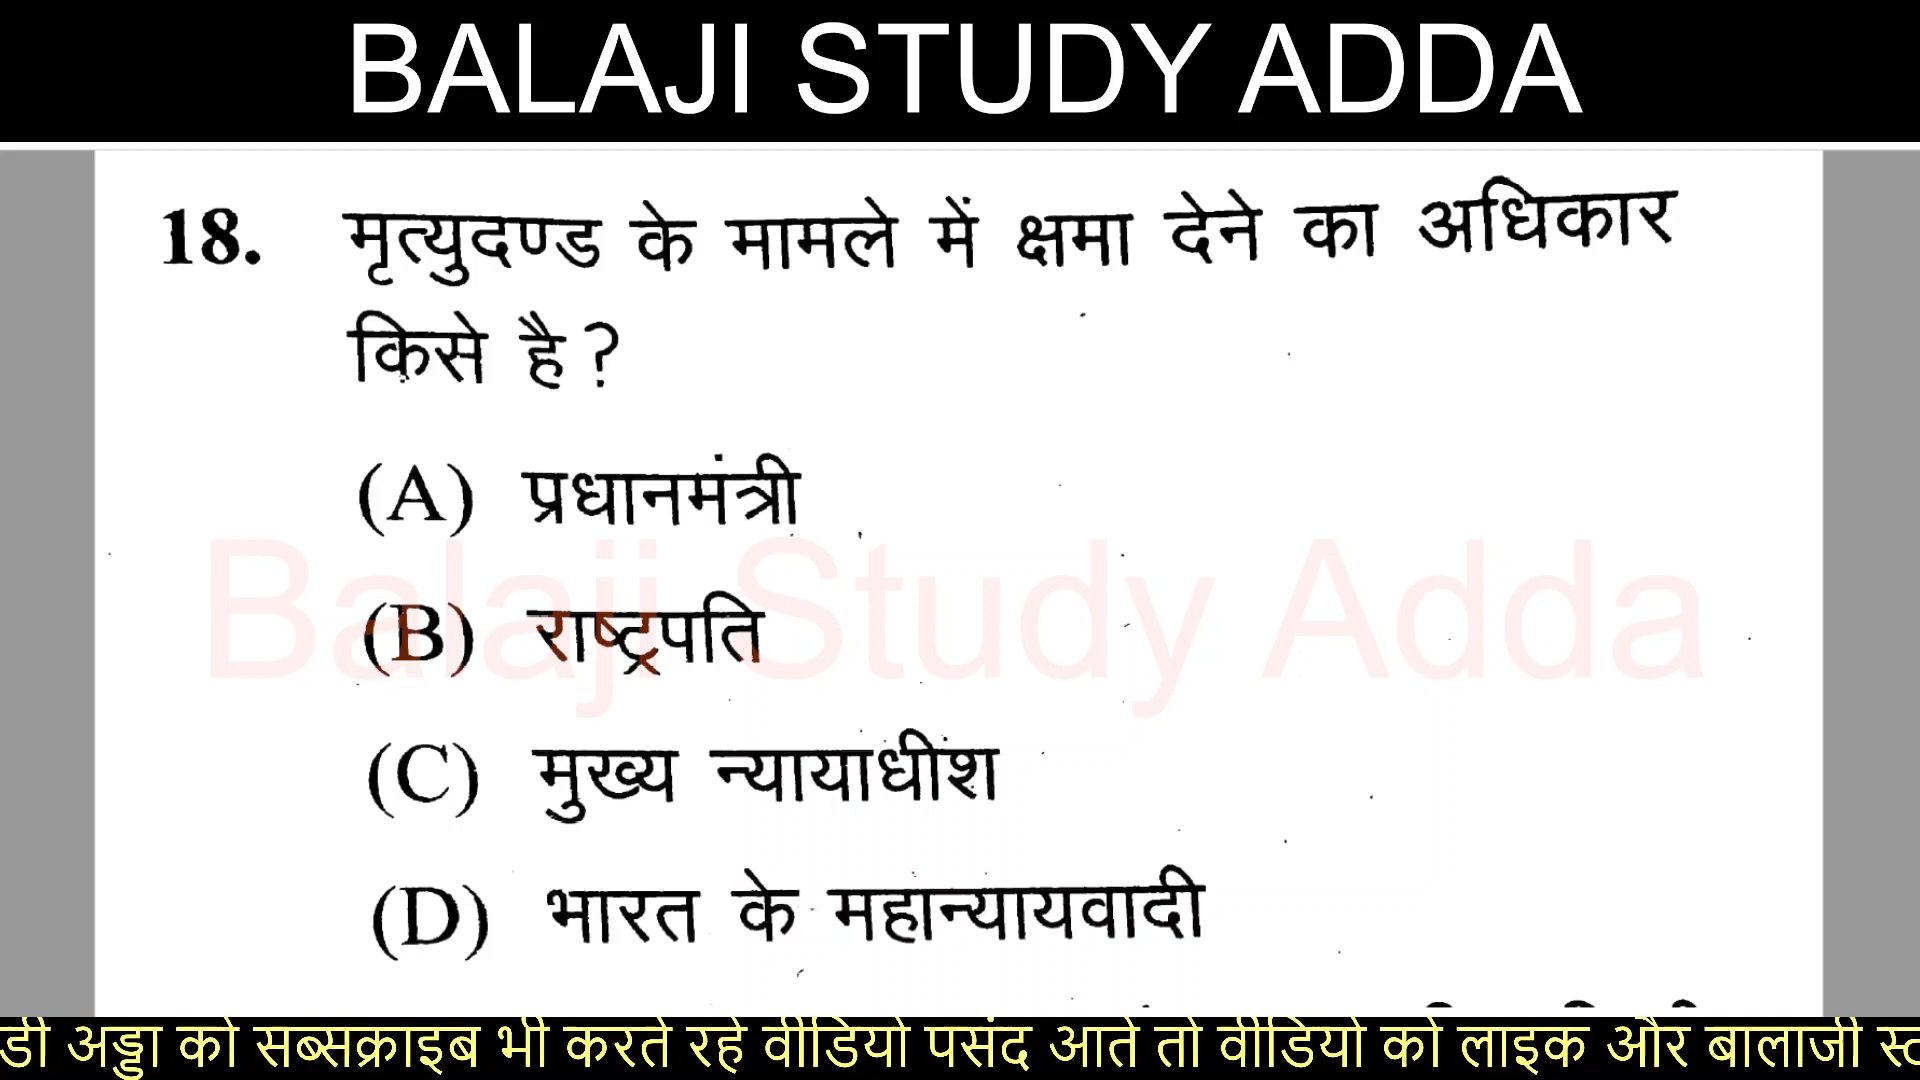 BALAJI STUDY ADDA
18. मृत्युदण्ड के मामले में क्षमा देने का अधिकार
किसे है ?
(A) प्रधानमंत्री
(B) राष्ट्रपति
Balaji Study Adda
(C) मुख्य न्यायाधीश
(D) भारत के महान्यायवादी
डी अड्डा को सब्सक्राइब भी करते रहे वीडियो पसंद आते तो वीडियो को लाइक और बालाजी